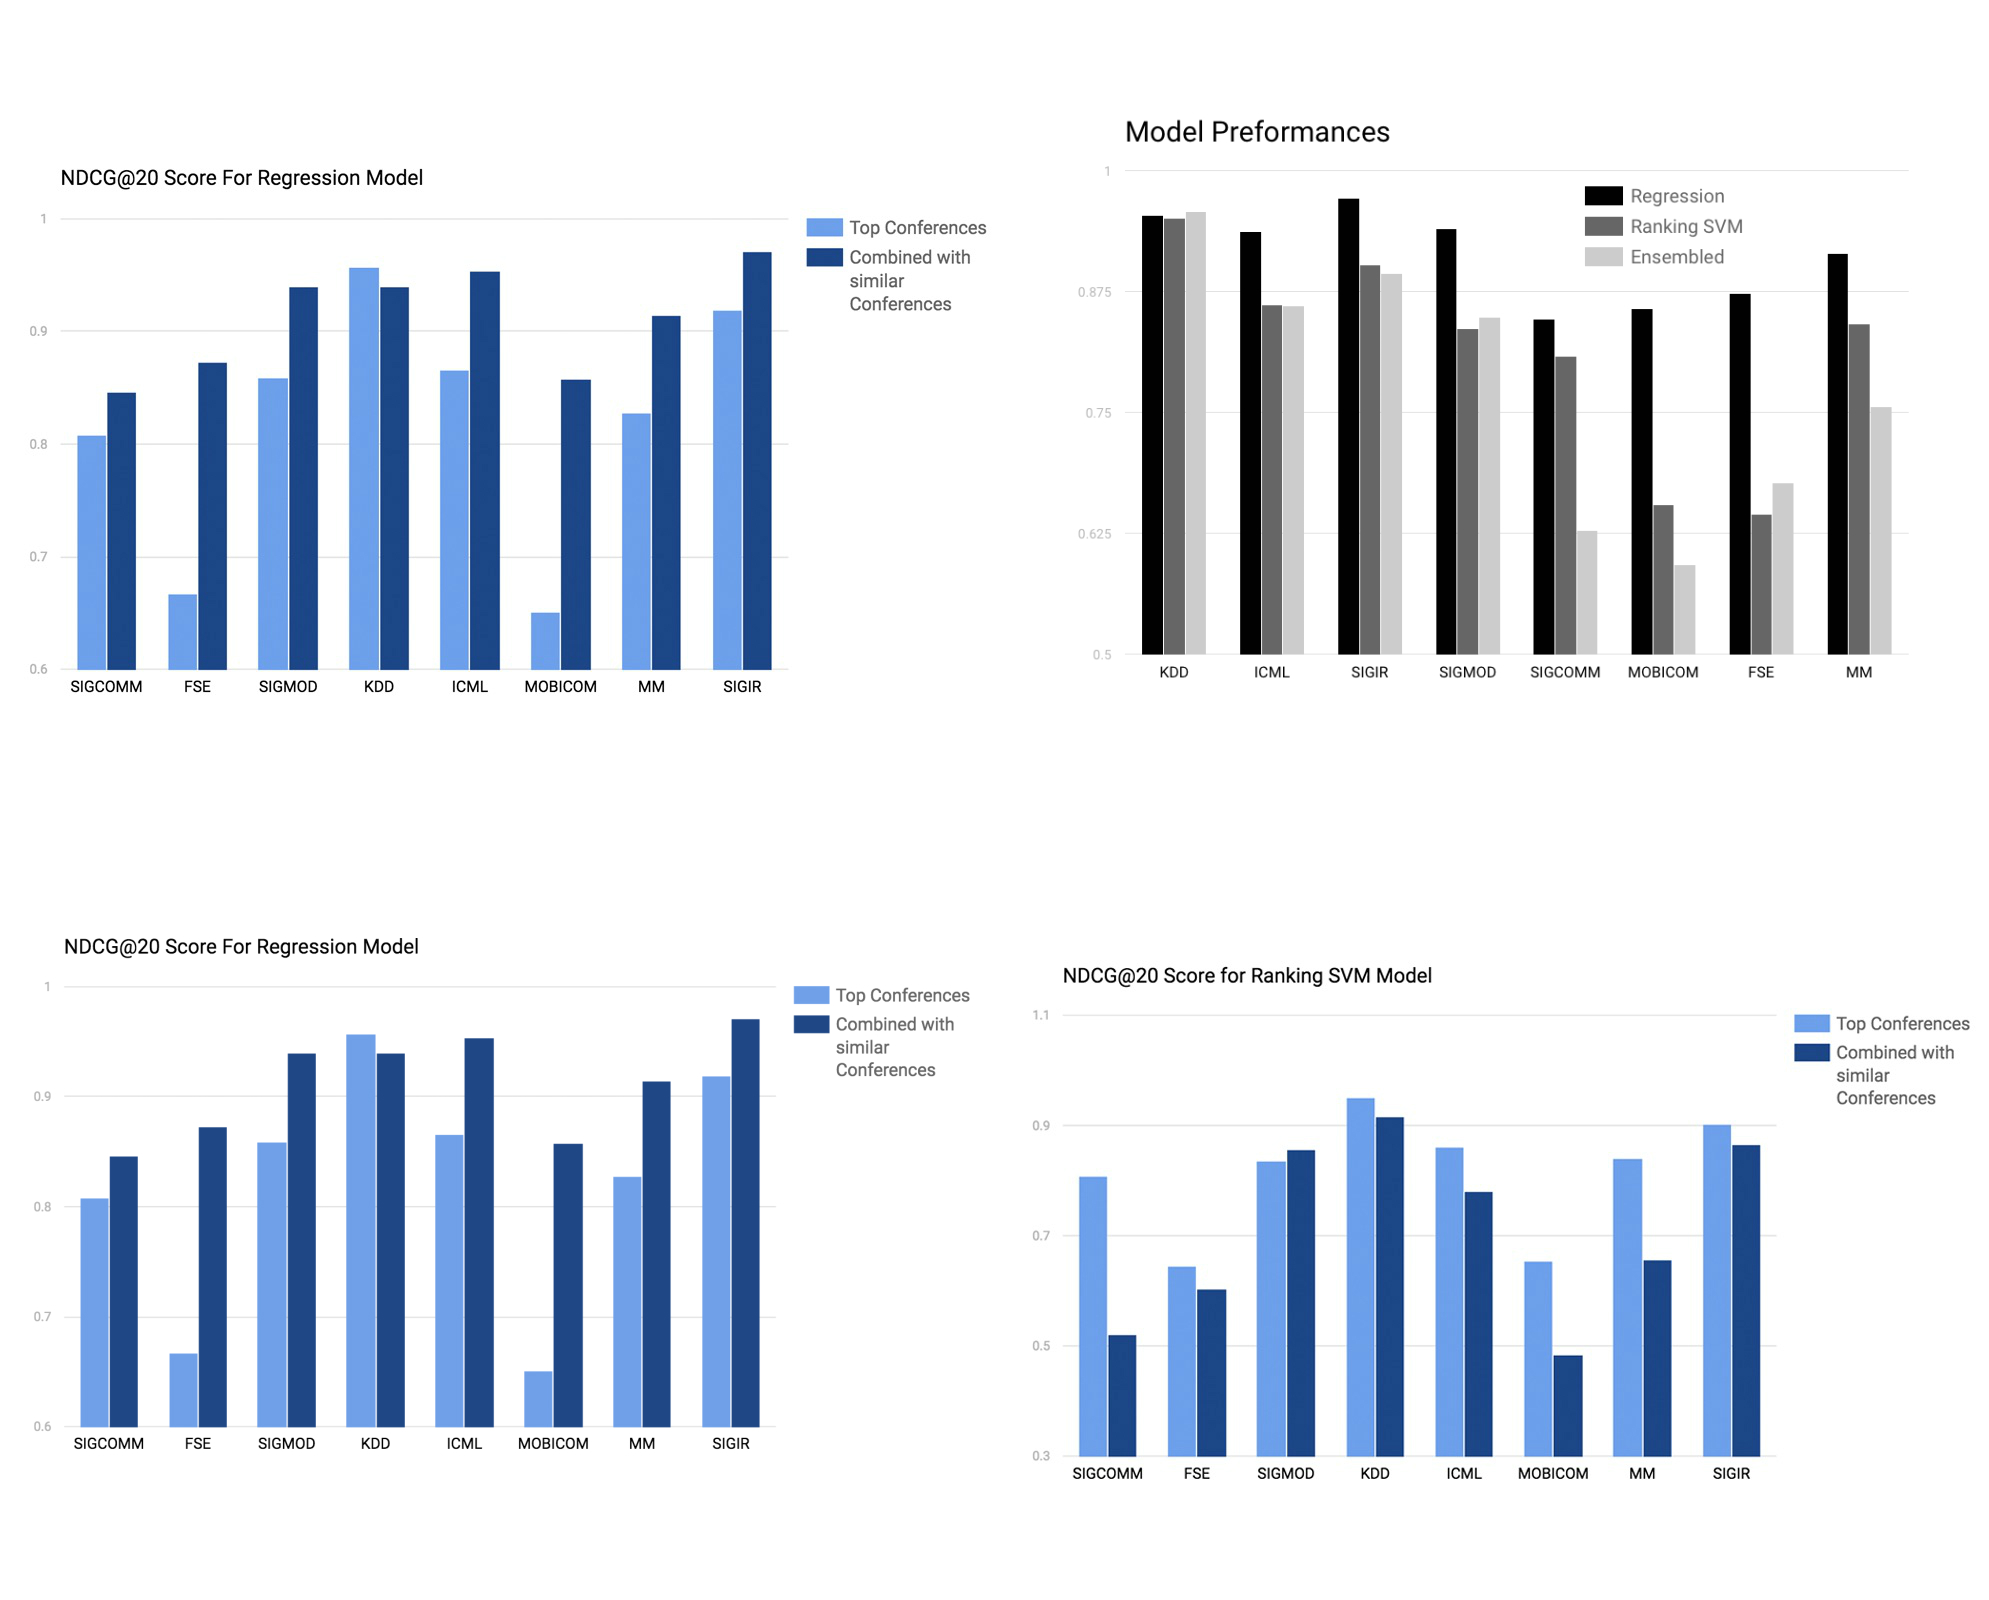 NDCG@20 Score For Regression Model
1
0.9
0.8
0.7
0.6
SIGCOMM FSE SIGMOD KDD ICML MOBICOM MM SIGIR
Top Conferences
Combined with
similar
Conferences
Model Preformances
1
0.875
0.75
0.625
0.5
KDD ICML SIGIR SIGMOD SIGCOMM MOBICOM FSE MM
Regression
Ranking SVM
Ensembled
NDCG@20 Score For Regression Model
1
0.9
0.8
0.7
0.6
SIGCOMM FSE SIGMOD KDD ICML MOBICOM MM SIGIR
Top Conferences
Combined with
similar
Conferences
NDCG@20 Score for Ranking SVM Model
1.1
0.9
0.7
0.5
0.3
SIGCOMM FSE SIGMOD KDD ICML MOBICOM MM SIGIR
Top Conferences
Combined with
similar
Conferences